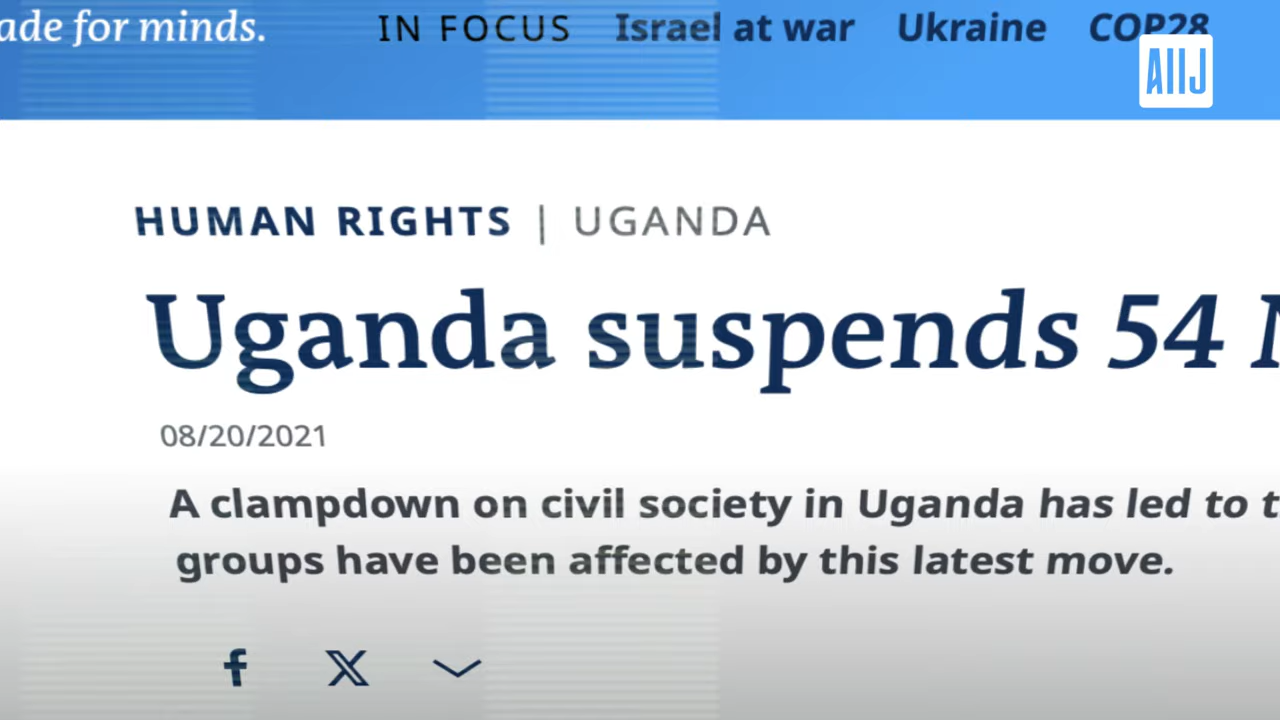 ade for minds. IN FOCUS Israel at war Ukraine COP28
AIIJ
HUMAN RIGHTS | UGANDA
Uganda suspends 54 N
08/20/2021
A clampdown on civil society in Uganda has led to t
groups have been affected by this latest move.